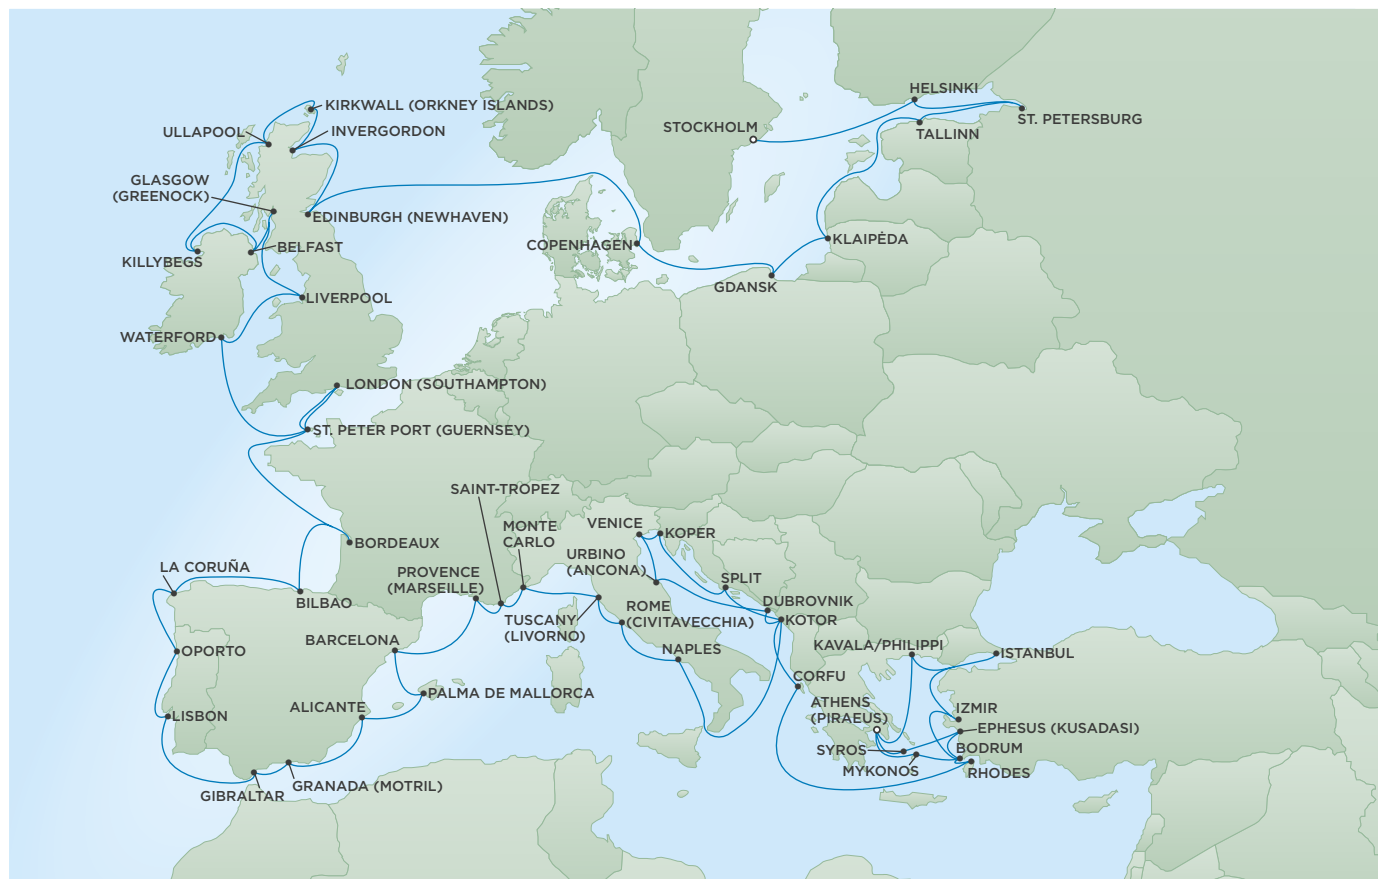 HELSINKI
KIRKWALL (ORKNEY ISLANDS)
ST. PETERSBURG
STOCKHOLM
TALLINN
ULLAPOOL
INVERGORDON
GLASGOW
(GREENOCK)
EDINBURGH (NEWHAVEN)
KLAIPĖDA
COPENHAGEN
BELFAST
KILLYBEGS
GDANSK
LIVERPOOL
WATERFORD
LONDON (SOUTHAMPTON)
ST. PETER PORT (GUERNSEY)
SAINT-TROPEZ
MONTE
CARLO
VENICE
KOPER
BORDEAUX
URBINO
(ANCONA)
LA CORUÑA
PROVENCE
(MARSEILLE)
SPLIT
BILBAO
DUBROVNIK
TUSCANY
(LIVORNO)
ROME
(CIVITAVECCHIA)
KOTOR
BARCELONA
KAVALA/PHILIPPI
OPORTO
NAPLES
ISTANBUL
CORFU
PALMA DE MALLORCA
ATHENS
(PIRAEUS)
ALICANTE
LISBON
IZMIR
EPHESUS (KUSADASI)
SYROS
BODRUM
MYKONOS
RHODES
GRANADA (MOTRIL)
GIBRALTAR